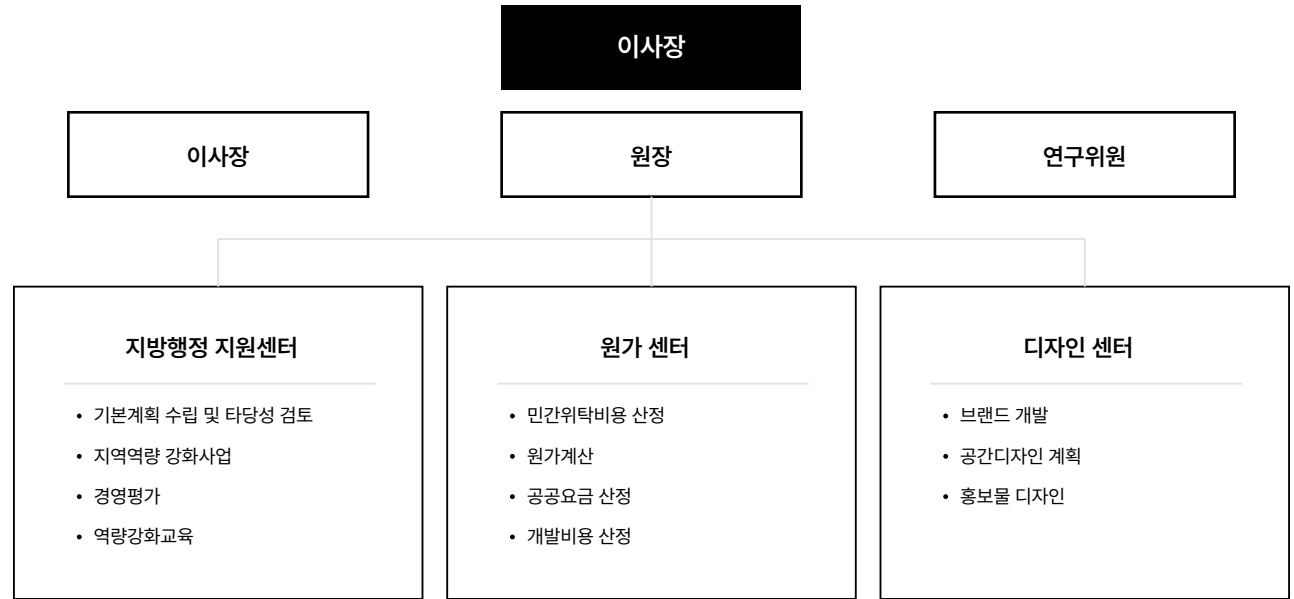 이사장
이사장
원장
연구위원
지방행정 지원센터
• 기본계획 수립 및 타당성 검토
• 지역역량 강화사업
• 경영평가
• 역량강화교육
원가 센터
• 민간위탁비용 산정
• 원가계산
• 공공요금 산정
• 개발비용 산정
디자인 센터
• 브랜드 개발
• 공간디자인 계획
• 홍보물 디자인